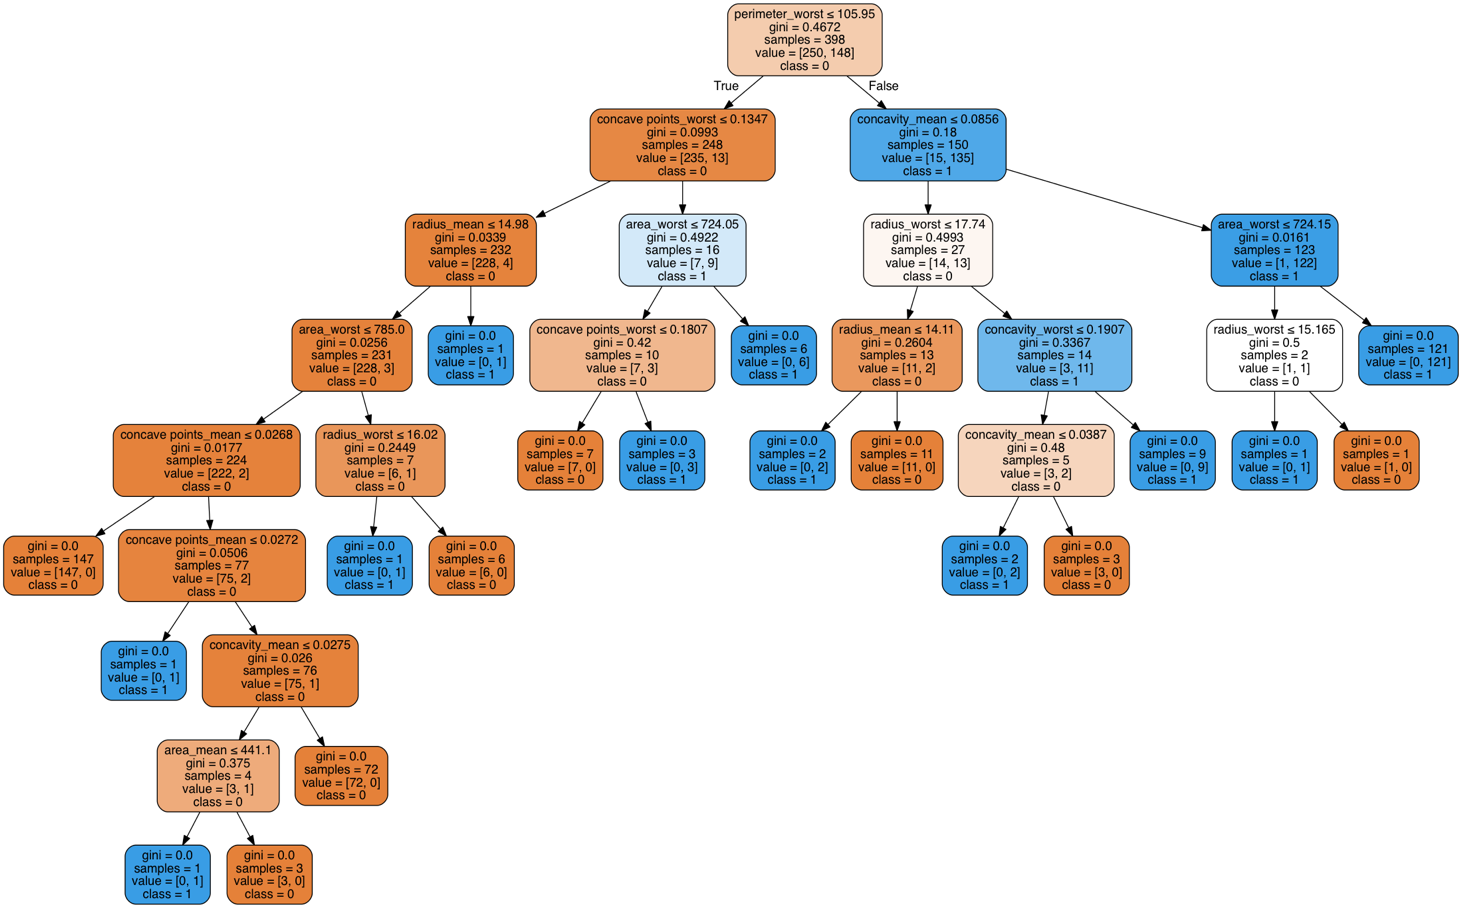 perimeter_worst ≤ 105.95
gini = 0.4672
samples = 398
value = [250, 148]
class = 0
True
False
concave points_worst ≤ 0.1347
gini = 0.0993
samples = 248
value = [235, 13]
class = 0
concavity_mean ≤ 0.0856
gini = 0.18
samples = 150
value = [15, 135]
class = 1
radius_mean ≤ 14.98
gini = 0.0339
samples = 232
value = [228, 4]
class = 0
area_worst ≤ 724.05
gini = 0.4922
samples = 16
value = [7, 9]
class = 1
radius_worst ≤ 17.74
gini = 0.4993
samples = 27
value = [14, 13]
class = 0
area_worst ≤ 724.15
gini = 0.0161
samples = 123
value = [1, 122]
class = 1
area_worst ≤ 785.0
gini = 0.0256
samples = 231
value = [228, 3]
class = 0
gini = 0.0
samples = 1
value = [0, 1]
class = 1
concave points_worst ≤ 0.1807
gini = 0.42
samples = 10
value = [7, 3]
class = 0
gini = 0.0
samples = 6
value = [0, 6]
class = 1
radius_mean ≤ 14.11
gini = 0.2604
samples = 13
value = [11, 2]
class = 0
concavity_worst ≤ 0.1907
gini = 0.3367
samples = 14
value = [3, 11]
class = 1
radius_worst ≤ 15.165
gini = 0.5
samples = 2
value = [1, 1]
class = 0
gini = 0.0
samples = 121
value = [0, 121]
class = 1
concave points_mean ≤ 0.0268
gini = 0.0177
samples = 224
value = [222, 2]
class = 0
radius_worst ≤ 16.02
gini = 0.2449
samples = 7
value = [6, 1]
class = 0
gini = 0.0
samples = 7
value = [7, 0]
class = 0
gini = 0.0
samples = 3
value = [0, 3]
class = 1
gini = 0.0
samples = 2
value = [0, 2]
class = 1
gini = 0.0
samples = 11
value = [11, 0]
class = 0
concavity_mean ≤ 0.0387
gini = 0.48
samples = 5
value = [3, 2]
class = 0
gini = 0.0
samples = 9
value = [0, 9]
class = 1
gini = 0.0
samples = 1
value = [0, 1]
class = 1
gini = 0.0
samples = 1
value = [1, 0]
class = 0
gini = 0.0
samples = 147
value = [147, 0]
class = 0
concave points_mean ≤ 0.0272
gini = 0.0506
samples = 77
value = [75, 2]
class = 0
gini = 0.0
samples = 1
value = [0, 1]
class = 1
gini = 0.0
samples = 6
value = [6, 0]
class = 0
gini = 0.0
samples = 2
value = [0, 2]
class = 1
gini = 0.0
samples = 3
value = [3, 0]
class = 0
gini = 0.0
samples = 1
value = [0, 1]
class = 1
concavity_mean ≤ 0.0275
gini = 0.026
samples = 76
value = [75, 1]
class = 0
area_mean ≤ 441.1
gini = 0.375
samples = 4
value = [3, 1]
class = 0
gini = 0.0
samples = 72
value = [72, 0]
class = 0
gini = 0.0
samples = 1
value = [0, 1]
class = 1
gini = 0.0
samples = 3
value = [3, 0]
class = 0